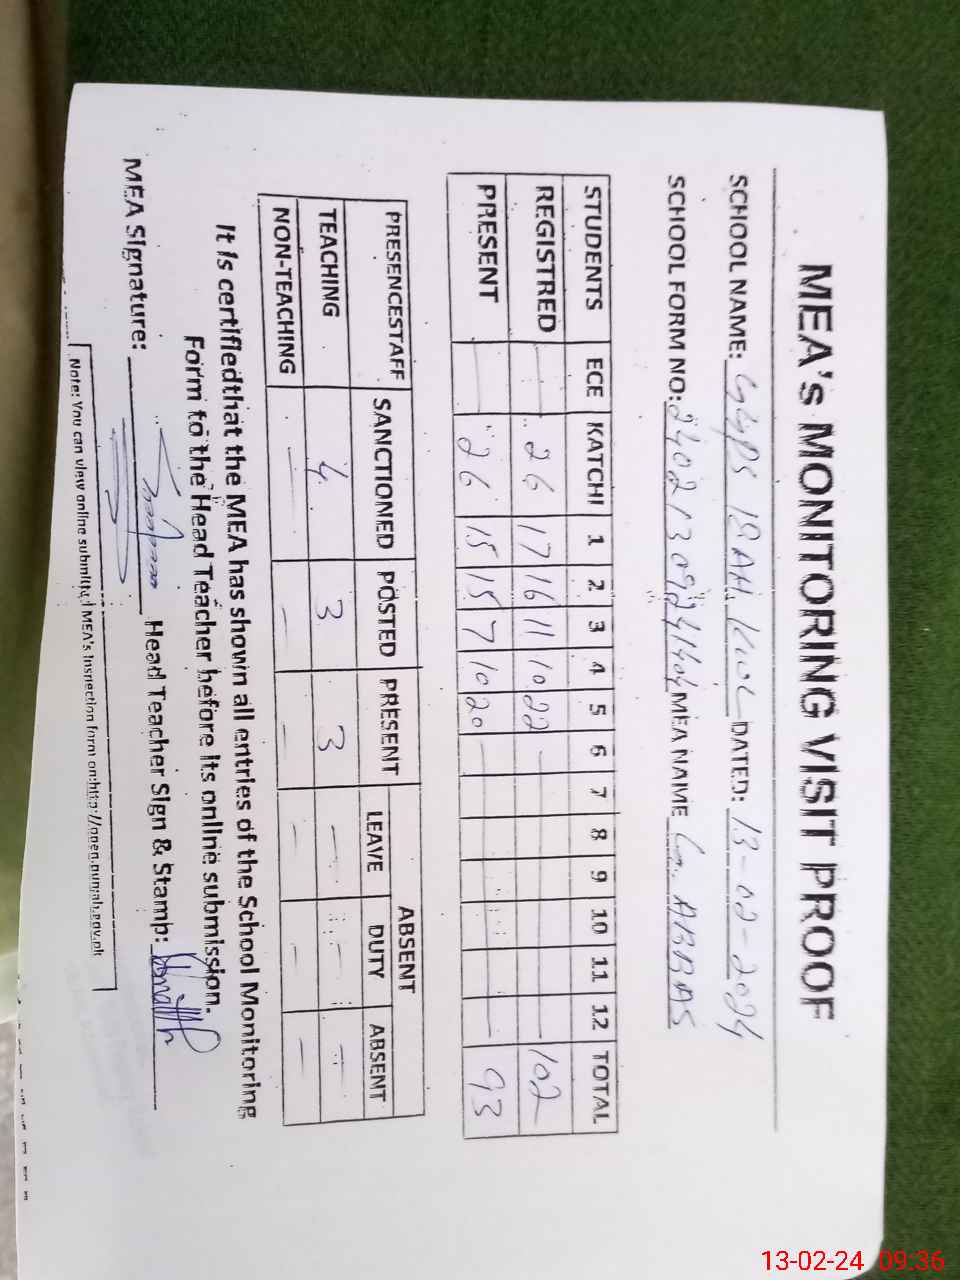 MEA's MONITORING VISIT PROOF
SCHOOL NAME: GGPS 18 AH KWL DATED: 13-02-2024
SCHOOL FORM NO: MEA NAME G. ABBAS
STUDENTS ECE KATCHI 1 2 3 4 5 6 7 8 9 10 11 12 TOTAL
REGISTRED — 26 17 16 11 10 22 — 102
PRESENT — 26 15 15 7 10 20 — 93
PRESENCESTAFF SANCTIONED POSTED PRESENT ABSENT
LEAVE DUTY ABSENT
TEACHING 4 3 3 — — —
NON-TEACHING — — — — — —
It is certifiedthat the MEA has shown all entries of the School Monitoring
Form to the Head Teacher before its online submission.
MEA Signature: Head Teacher Sign & Stamp:
Note: You can view online submitted MEA's Inspection form on:http://open.punjab.gov.pk
13-02-24 09:36